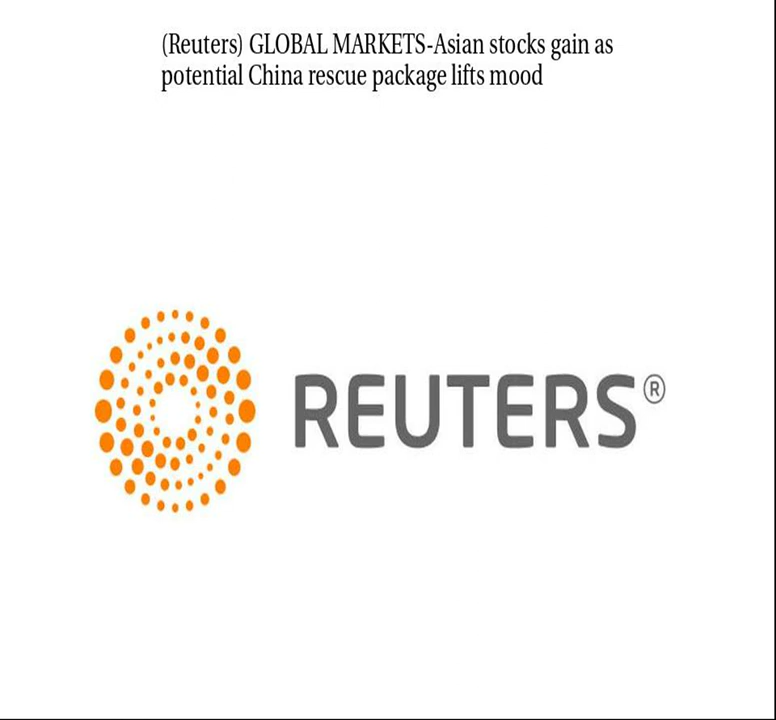 (Reuters) GLOBAL MARKETS-Asian stocks gain as
potential China rescue package lifts mood
REUTERS®